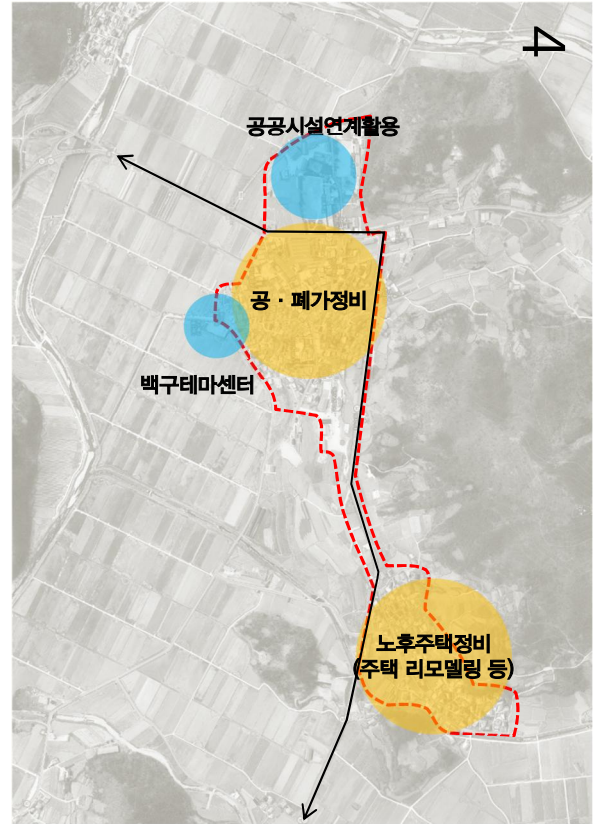 4
공공시설연계활용
공 · 폐가정비
백구테마센터
노후주택정비
(주택 리모델링 등)